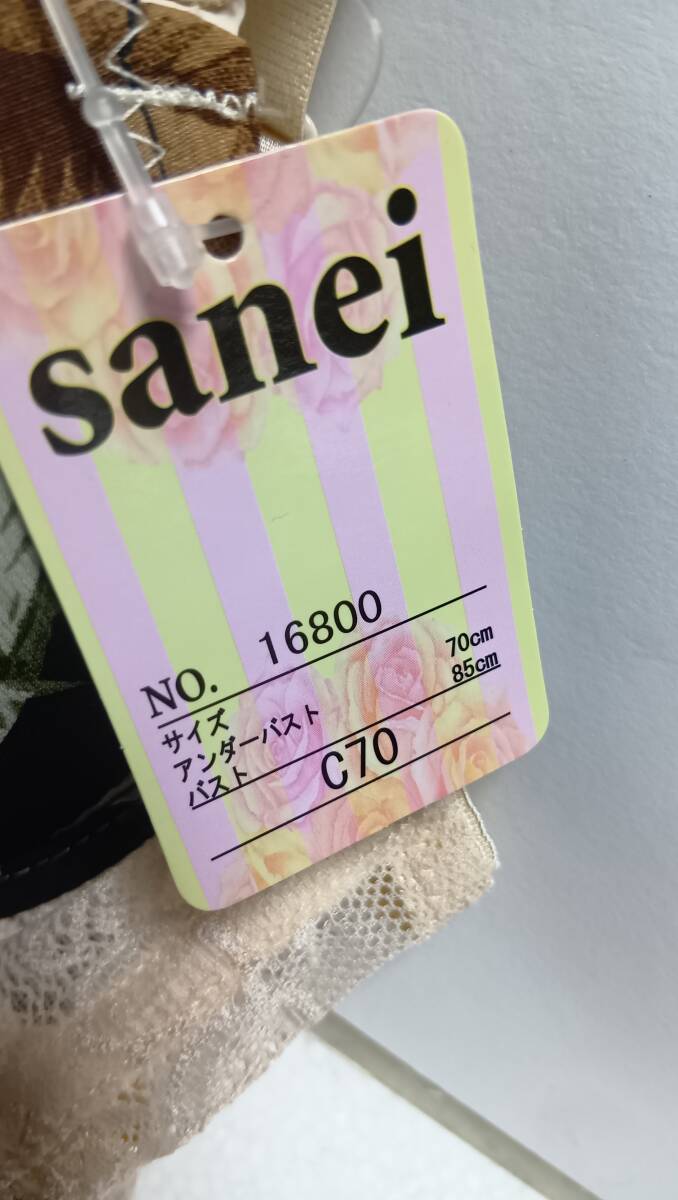 sanei
NO. 16800
サイズ
アンダーバスト 70cm
バスト 85cm
C70